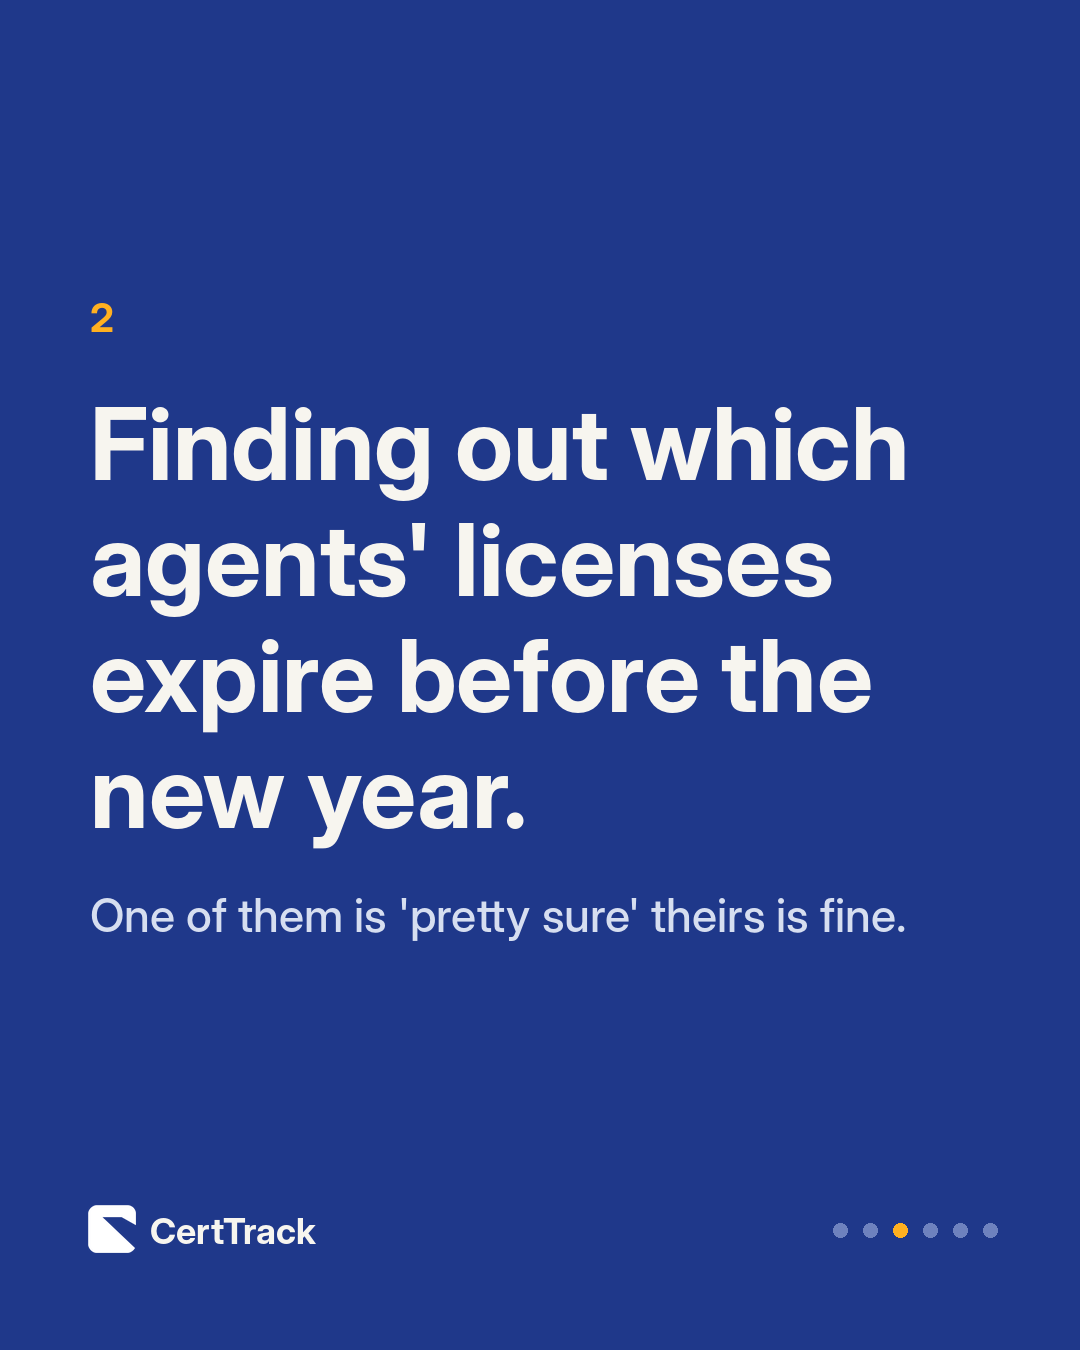 2
Finding out which
agents' licenses
expire before the
new year.
One of them is 'pretty sure' theirs is fine.
CertTrack